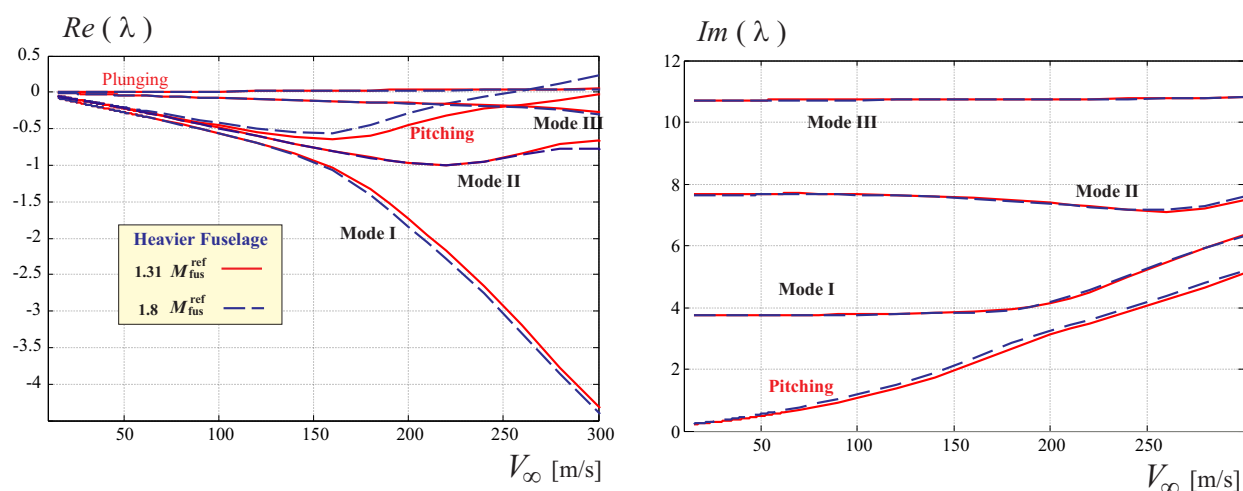 Re ( λ )
0.5
0
-0.5
-1
-1.5
-2
-2.5
-3
-3.5
-4
Plunging
Pitching
Mode III
Mode II
Mode I
Heavier Fuselage
1.31 M_fus^ref
1.8 M_fus^ref
50 100 150 200 250 300
V∞ [m/s]
Im ( λ )
12
10
8
6
4
2
0
Mode III
Mode II
Mode I
Pitching
50 100 150 200 250
V∞ [m/s]